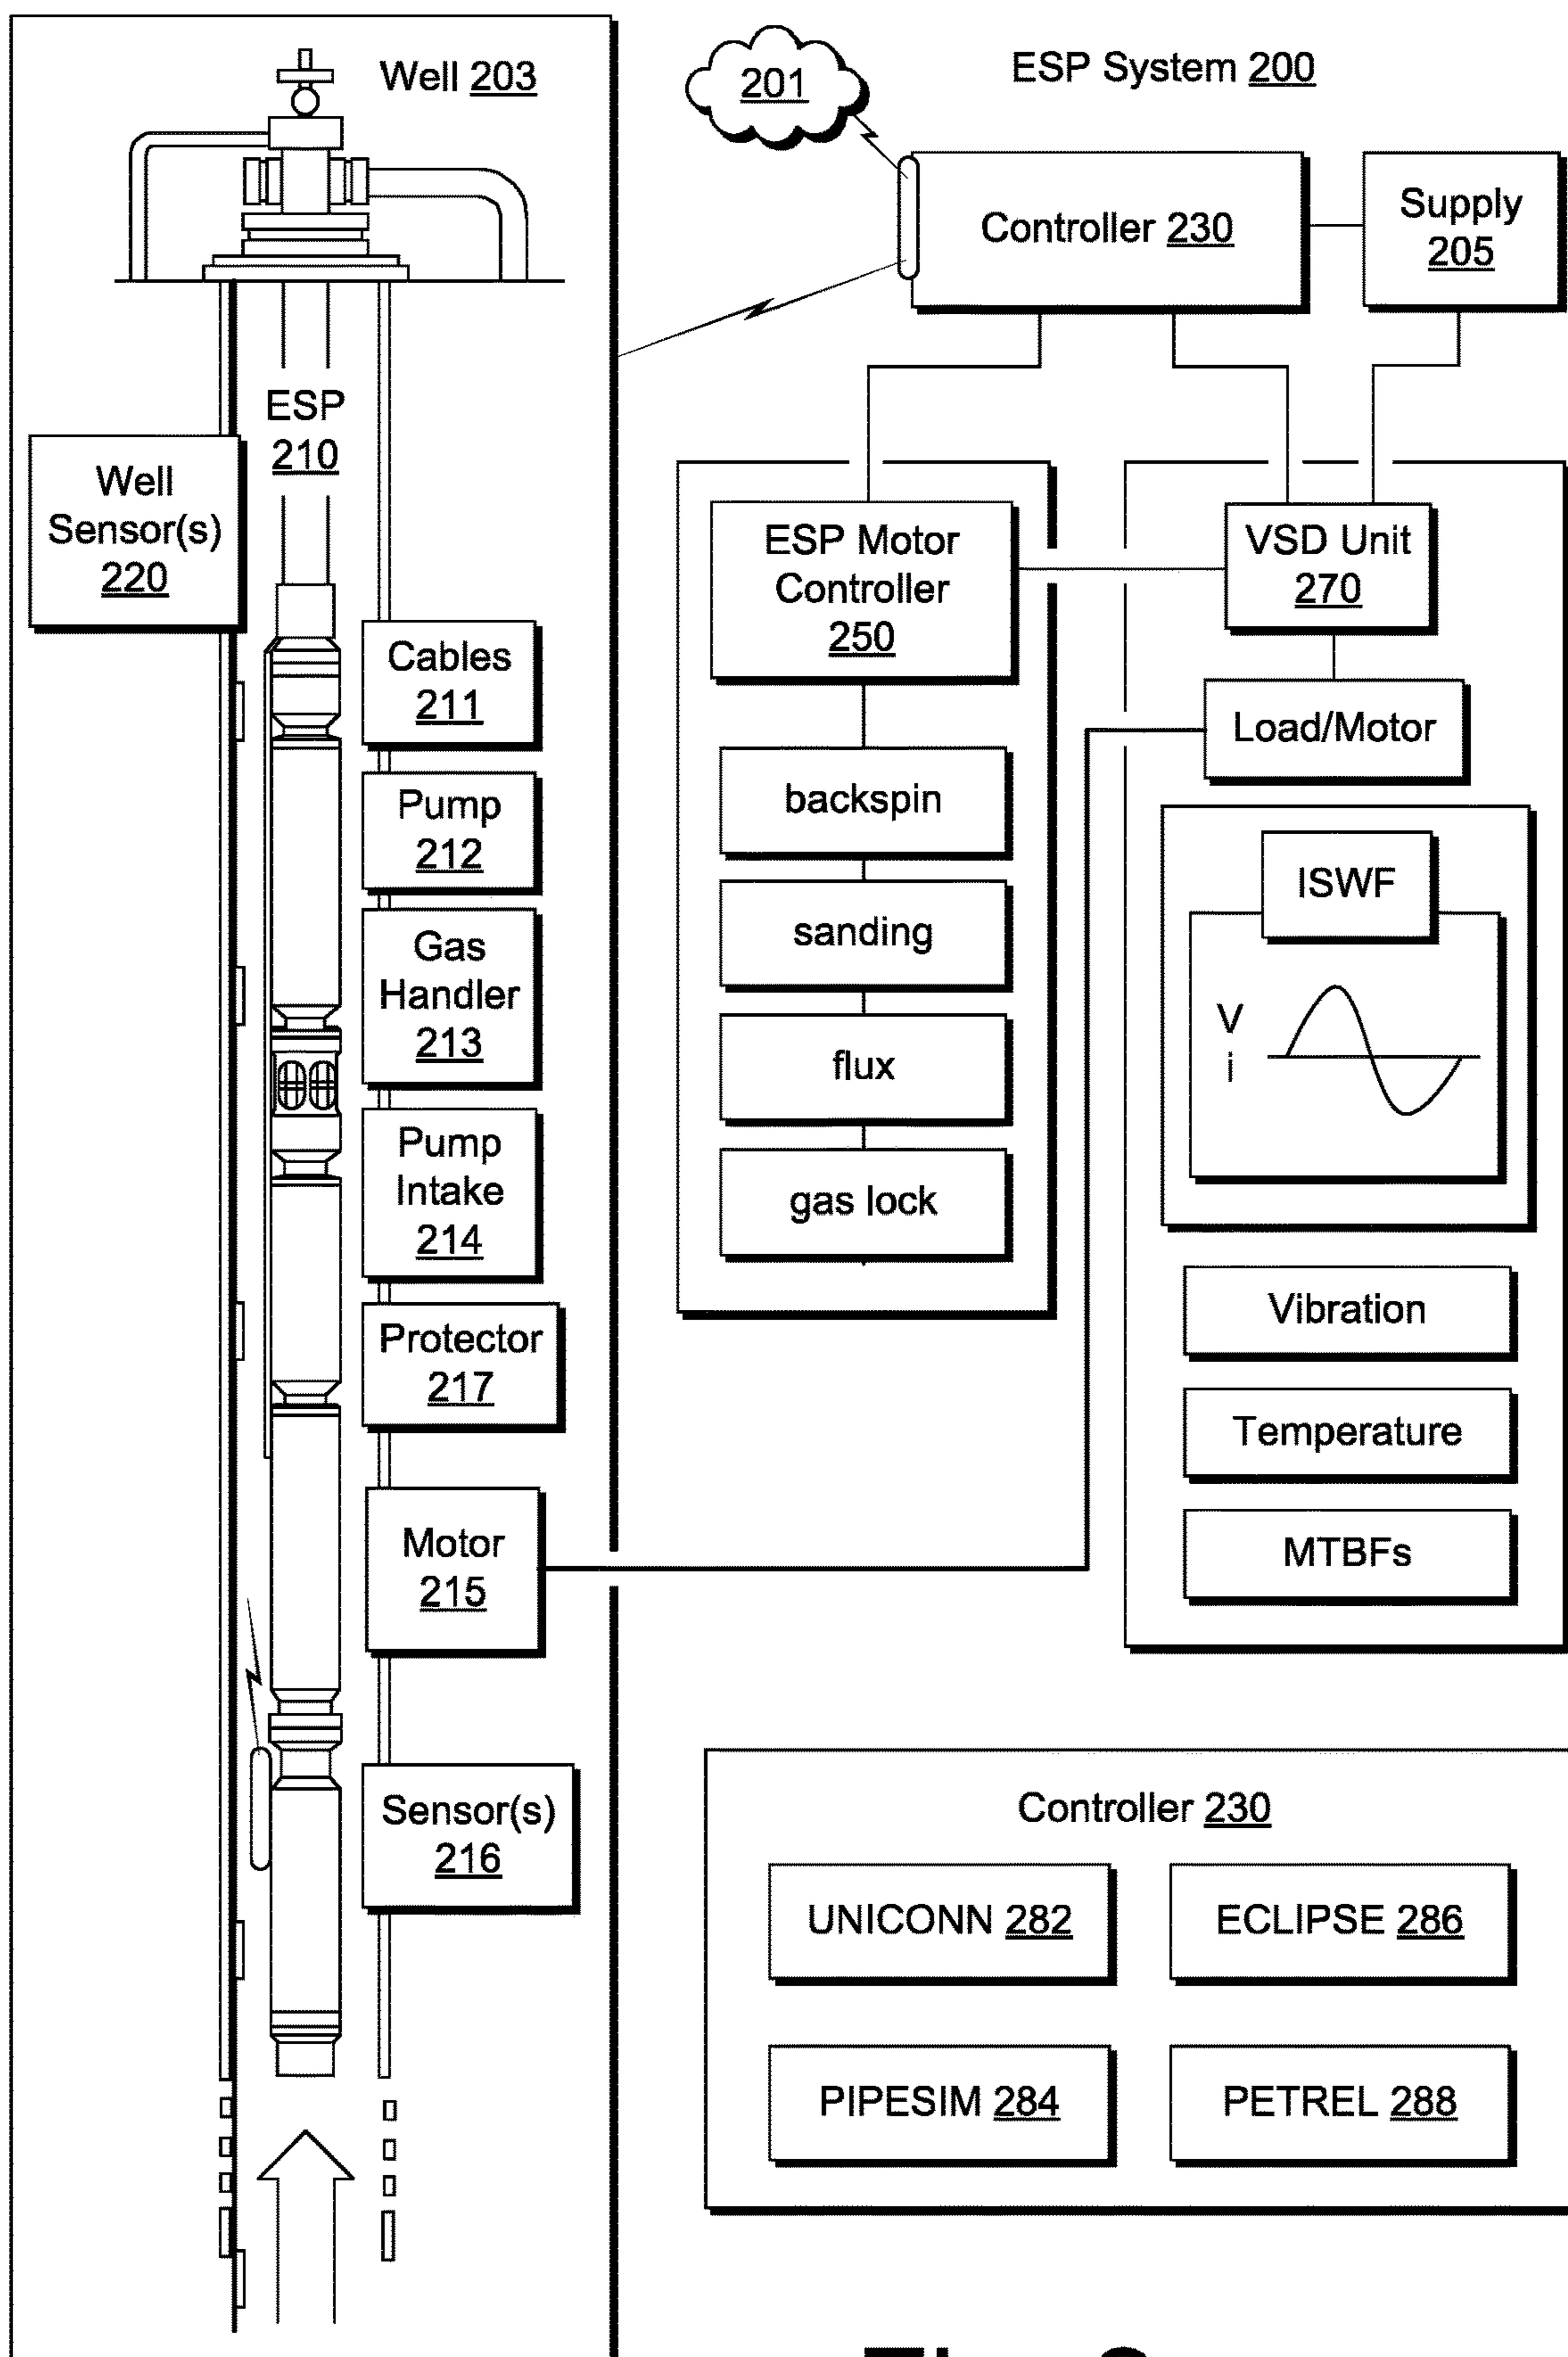 Well 203
201
ESP System 200
Controller 230
Supply
205
ESP
210
Well
Sensor(s)
220
Cables
211
Pump
212
Gas
Handler
213
Pump
Intake
214
Protector
217
Motor
215
Sensor(s)
216
ESP Motor
Controller
250
backspin
sanding
flux
gas lock
VSD Unit
270
Load/Motor
ISWF
V
i
Vibration
Temperature
MTBFs
Controller 230
UNICONN 282
ECLIPSE 286
PIPESIM 284
PETREL 288